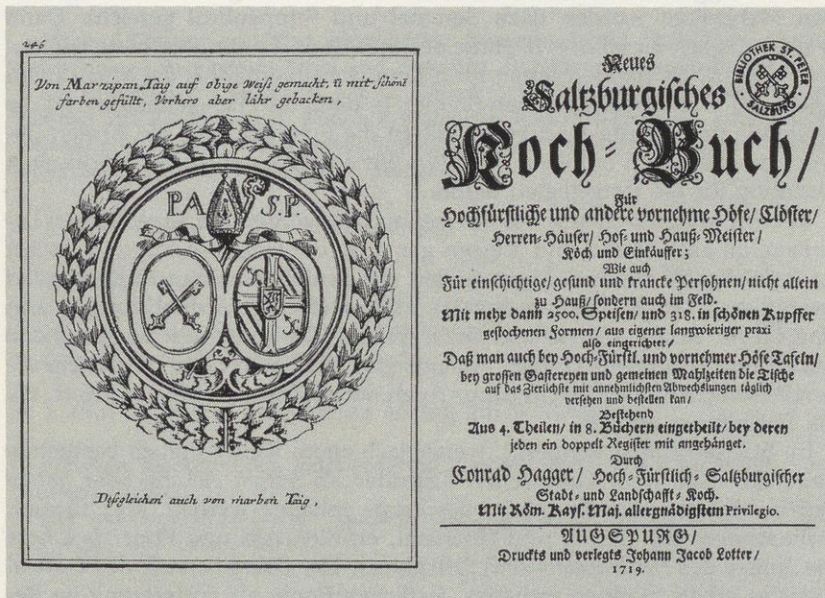 246
Von Marzipan Taig auf obige Weiß gemacht, u mit schönē
farben gefüllt, Vorhero aber lähr gebacken,
P. A. S. P.
Deßgleichen auch von marben Taig,
Neues
Saltzburgisches
Koch-Buch/
Für
Hochfürstliche und andere vornehme Höfe/ Clöster/
Herren-Häuser/ Hof- und Hauß-Meister/
Köch und Einkäuffer;
Wie auch
Für einschichtige/ gesund und krancke Persohnen/ nicht allein
zu Hauß/ sondern auch im Feld.
Mit mehr dann 2500. Speisen/ und 318. in schönen Kupffer
gestochenen Formen/ aus eigener langwieriger praxi
also eingerichtet/
Daß man auch bey Hoch-Fürstl. und vornehmer Höfe Tafeln/
bey grossen Gastereyen und gemeinen Mahlzeiten die Tische
auf das Zierlichste mit annehmlichsten Abwechslungen täglich
versehen und bestellen kan/
Bestehend
Aus 4. Theilen/ in 8. Büchern eingetheilt/ bey deren
jeden ein doppelt Register mit angehänget.
Durch
Conrad Hagger/ Hoch-Fürstlich-Saltzburgischer
Stadt- und Landschafft-Koch.
Mit Röm. Kays. Maj. allergnädigstem Privilegio.
AUGSPURG/
Druckts und verlegts Johann Jacob Lotter/
1719.
BIBLIOTHEK ST. PETER
SALZBURG